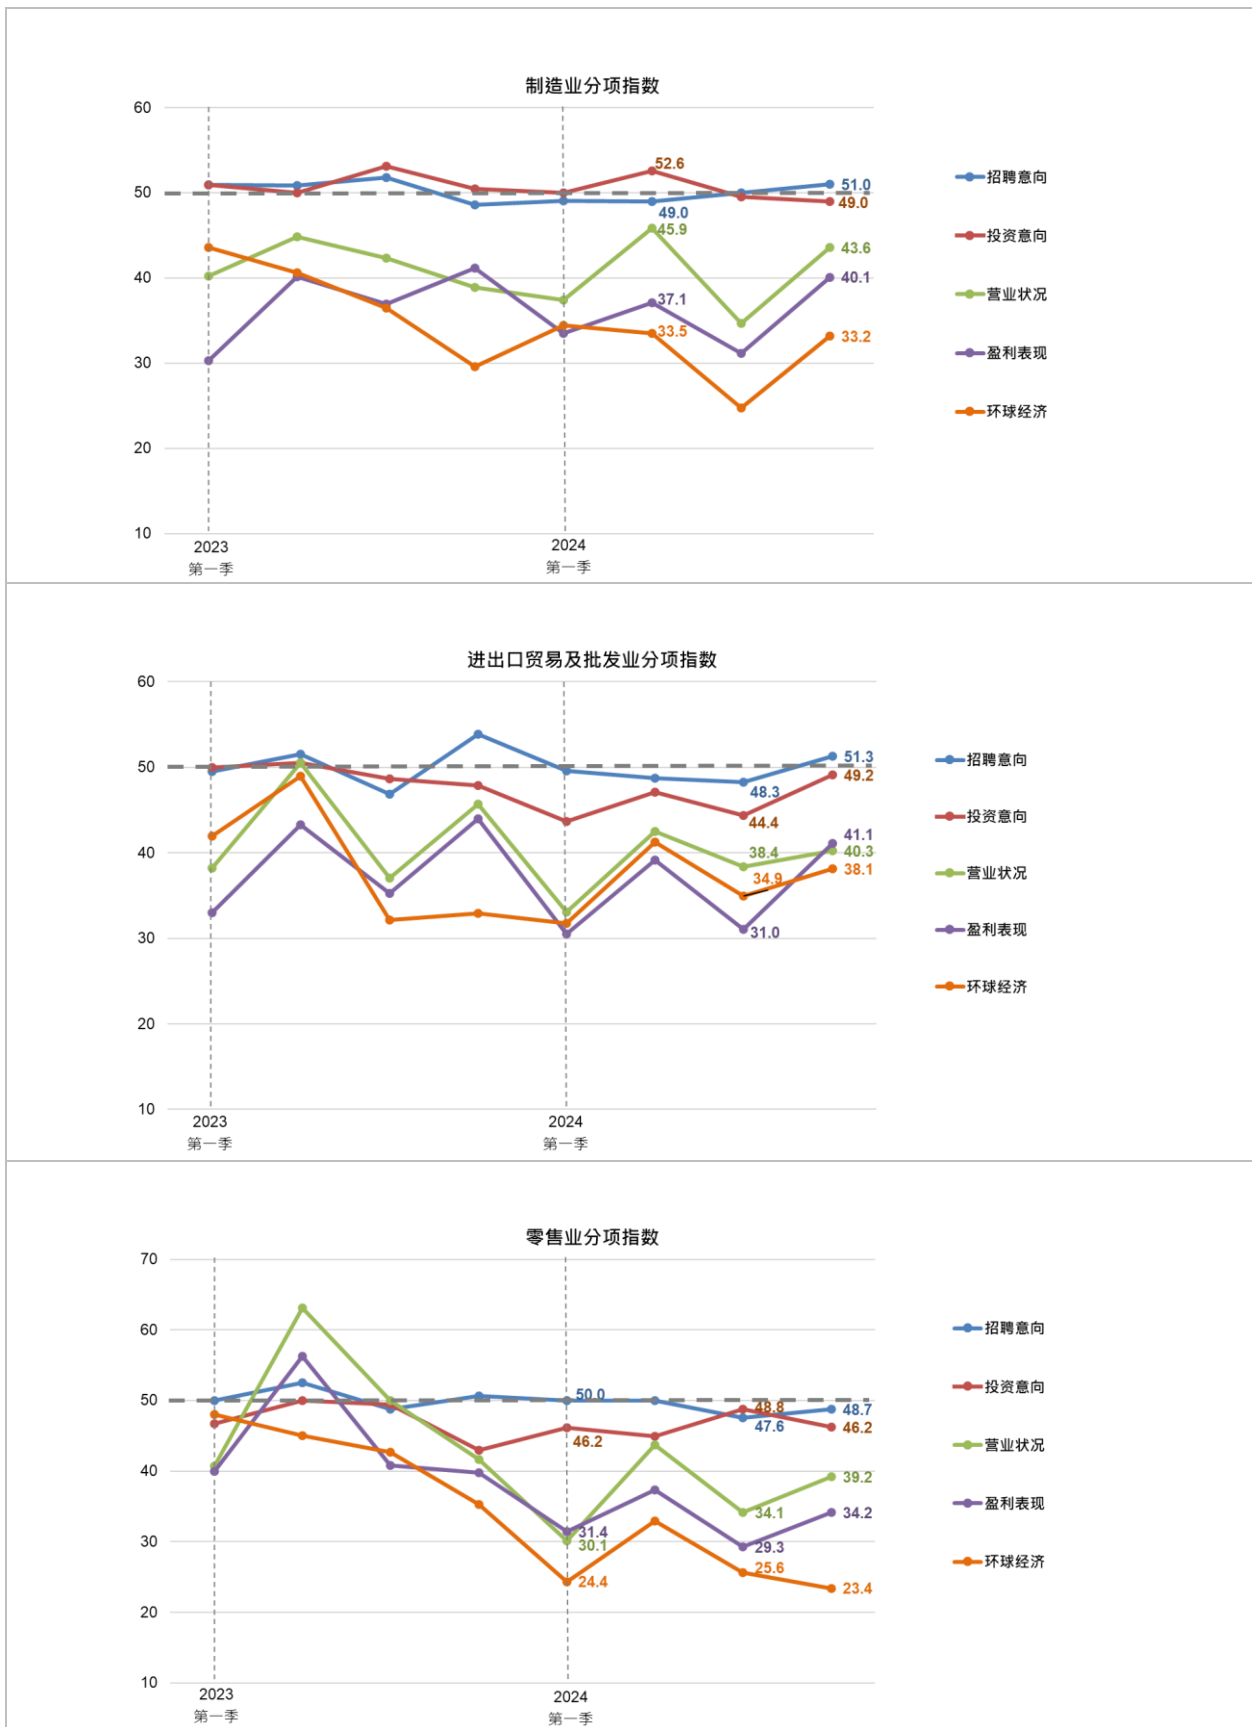 制造业分项指数
60
50
40
30
20
10
52.6
49.0
45.9
37.1
33.5
51.0
49.0
43.6
40.1
33.2
招聘意向
投资意向
营业状况
盈利表现
环球经济
2023
第一季
2024
第一季
进出口贸易及批发业分项指数
60
50
40
30
20
10
48.3
44.4
38.4
34.9
31.0
51.3
49.2
41.1
40.3
38.1
招聘意向
投资意向
营业状况
盈利表现
环球经济
2023
第一季
2024
第一季
零售业分项指数
70
60
50
40
30
20
10
50.0
46.2
31.4
30.1
24.4
48.8
47.6
34.1
29.3
25.6
48.7
46.2
39.2
34.2
23.4
招聘意向
投资意向
营业状况
盈利表现
环球经济
2023
第一季
2024
第一季